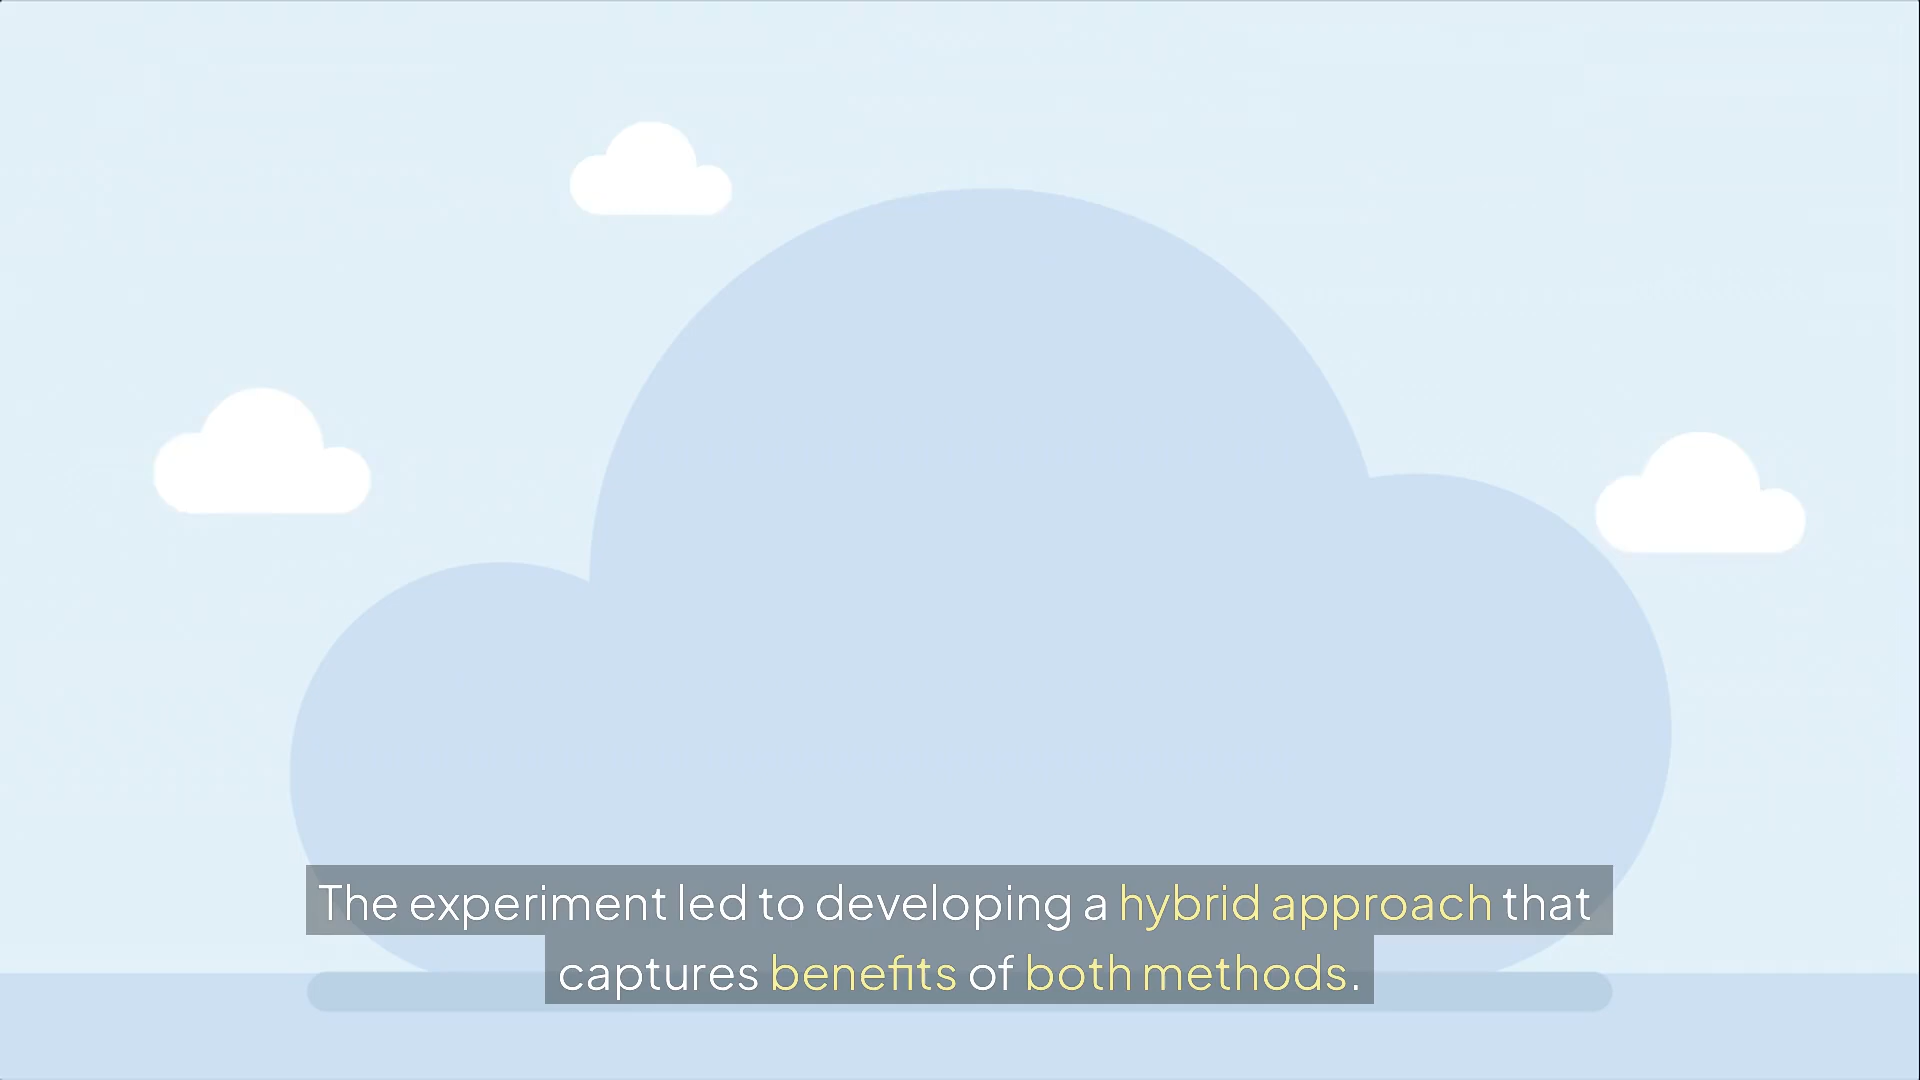 The experiment led to developing a hybrid approach that
captures benefits of both methods.